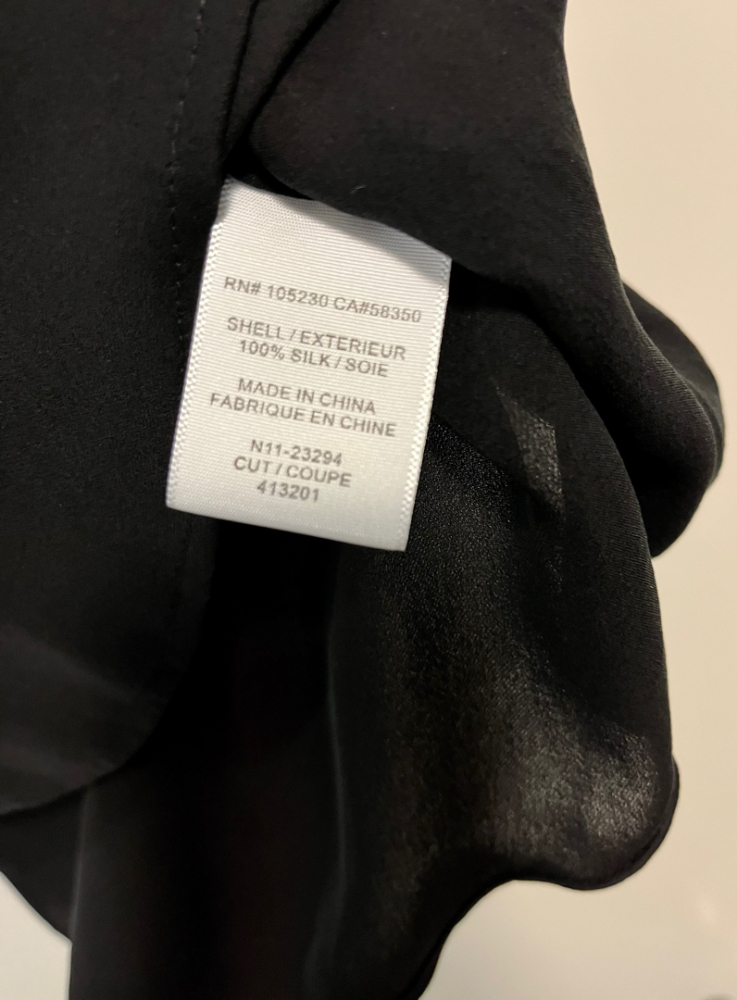 RN# 105230 CA#58350
SHELL / EXTERIEUR
100% SILK / SOIE
MADE IN CHINA
FABRIQUE EN CHINE
N11-23294
CUT / COUPE
413201